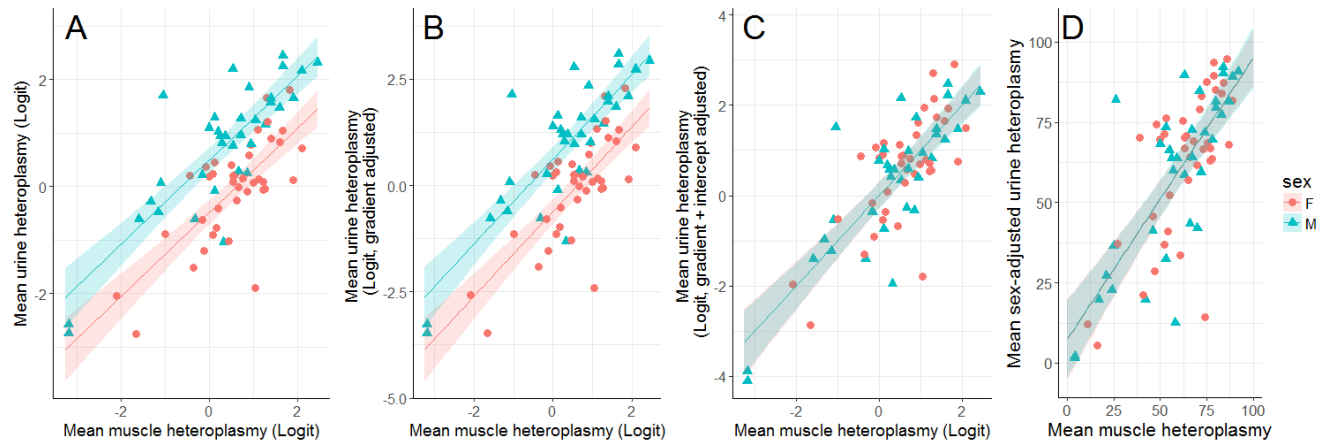 A
Mean urine heteroplasmy (Logit)
2
0
-2
-2
0
2
Mean muscle heteroplasmy (Logit)
B
Mean urine heteroplasmy
(Logit, gradient adjusted)
5.0
2.5
0.0
-2.5
-5.0
-2
0
2
Mean muscle heteroplasmy (Logit)
C
Mean urine heteroplasmy
(Logit, gradient + intercept adjusted)
4
2
0
-2
-4
-2
0
2
Mean muscle heteroplasmy (Logit)
D
Mean sex-adjusted urine heteroplasmy
100
75
50
25
0
0
25
50
75
100
Mean muscle heteroplasmy
sex
F
M